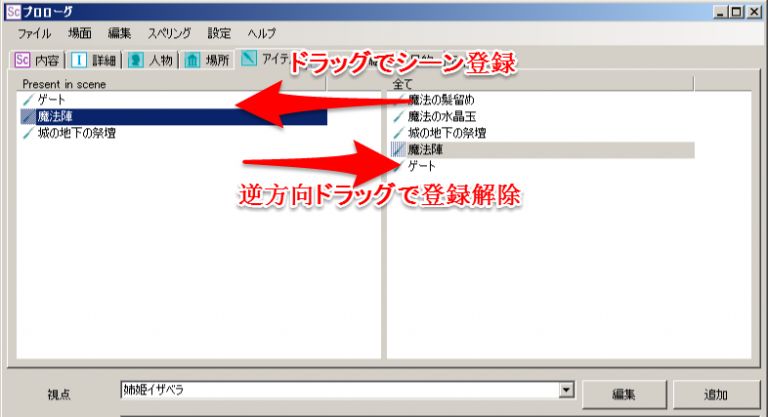 Sc プロローグ
ファイル 場面 編集 スペリング 設定 ヘルプ
Sc 内容 I 詳細 人物 場所 アイテ
ドラッグでシーン登録
Present in scene
ゲート
魔法陣
城の地下の祭壇
全て
魔法の髪留め
魔法の水晶玉
城の地下の祭壇
魔法陣
ゲート
逆方向ドラッグで登録解除
視点 姉姫イザベラ 編集 追加